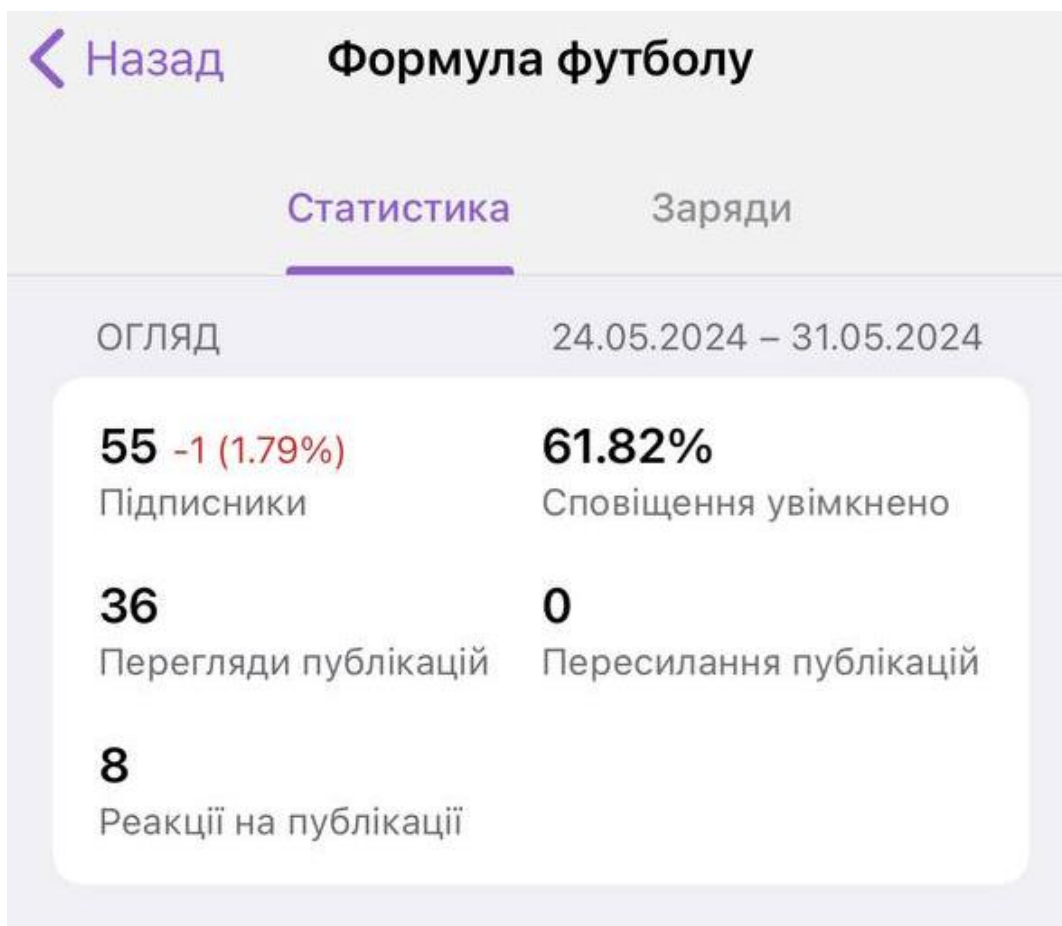 Назад Формула футболу
Статистика Заряди
ОГЛЯД 24.05.2024 – 31.05.2024
55 -1 (1.79%) 61.82%
Підписники Сповіщення увімкнено
36 0
Перегляди публікацій Пересилання публікацій
8
Реакції на публікації